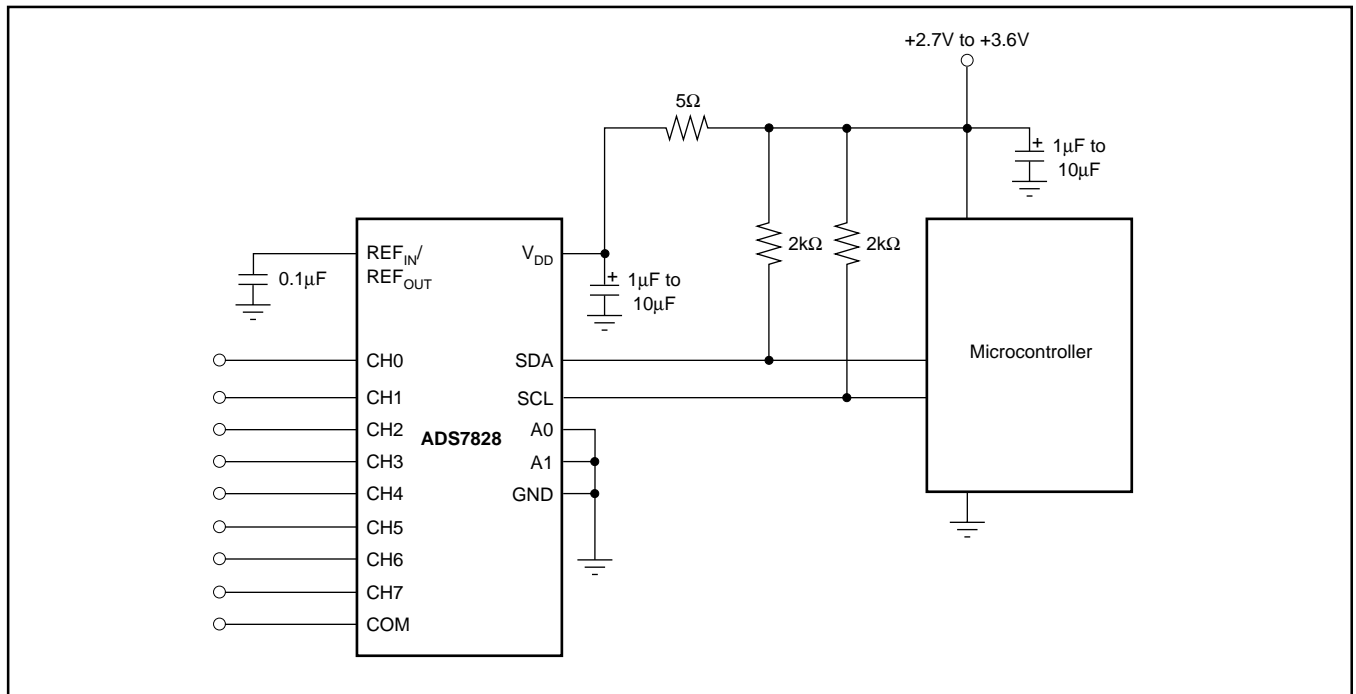 +2.7V to +3.6V
5Ω
+ 1μF to
10μF
REF_IN/
REF_OUT
V_DD
2kΩ
2kΩ
0.1μF
+ 1μF to
10μF
CH0
SDA
Microcontroller
CH1
SCL
CH2
ADS7828
A0
CH3
A1
CH4
GND
CH5
CH6
CH7
COM